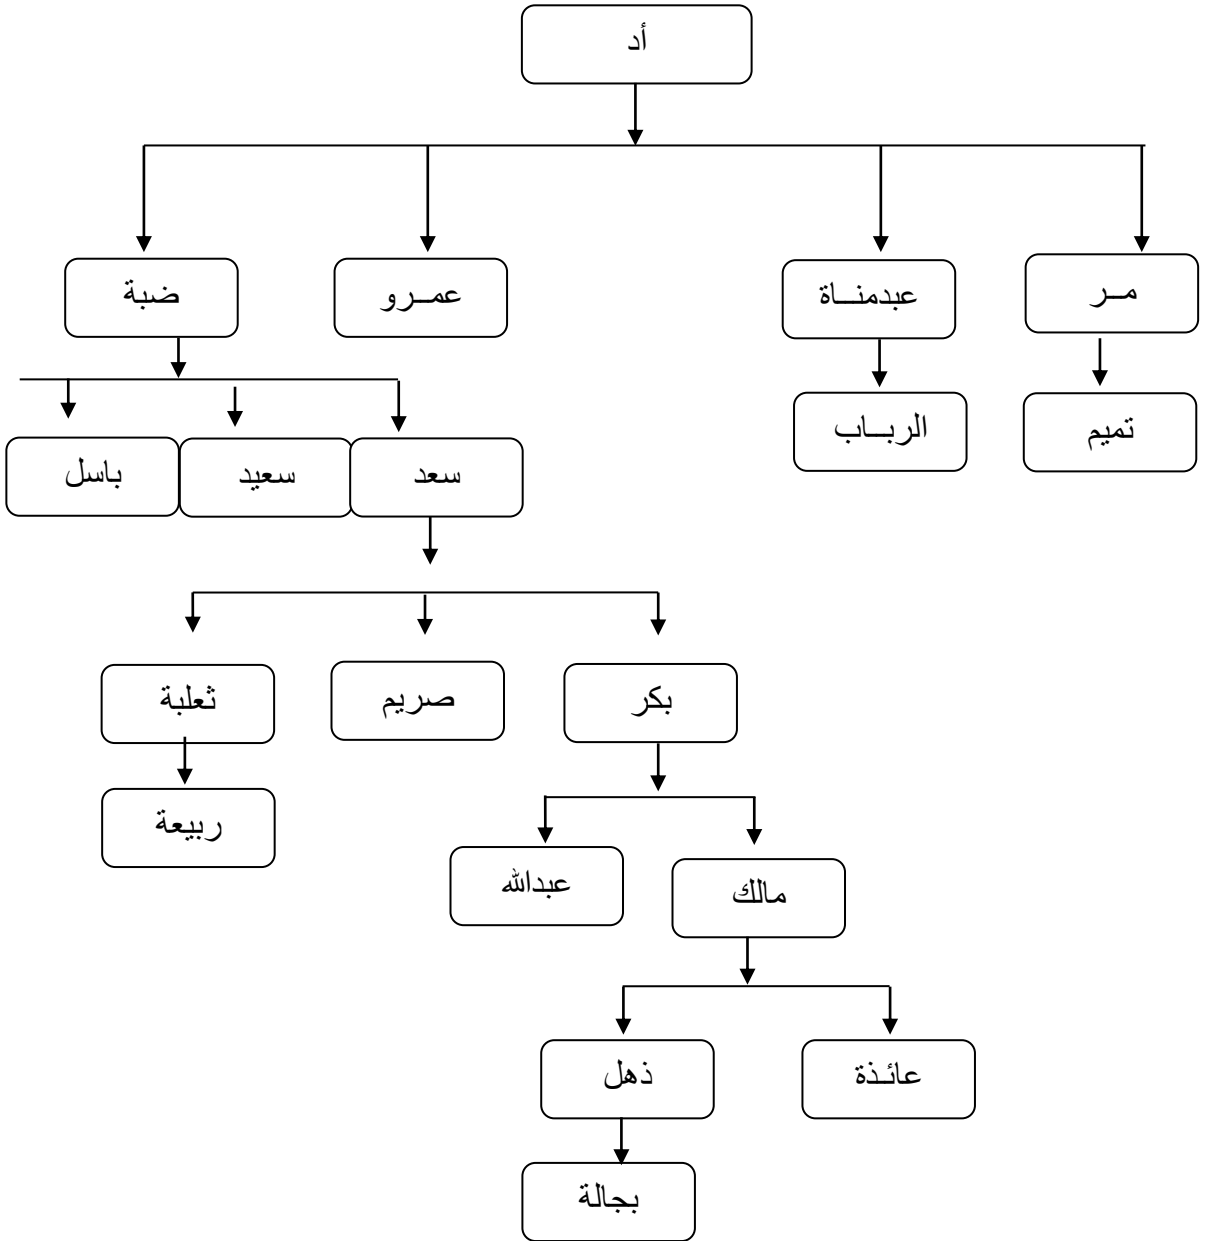 أد
مــر
عبدمنــاة
عمــرو
ضبة
تميم
الربــاب
سعد
سعيد
باسل
بكر
صريم
ثعلبة
ربيعة
مالك
عبدالله
عائـذة
ذهل
بجالة